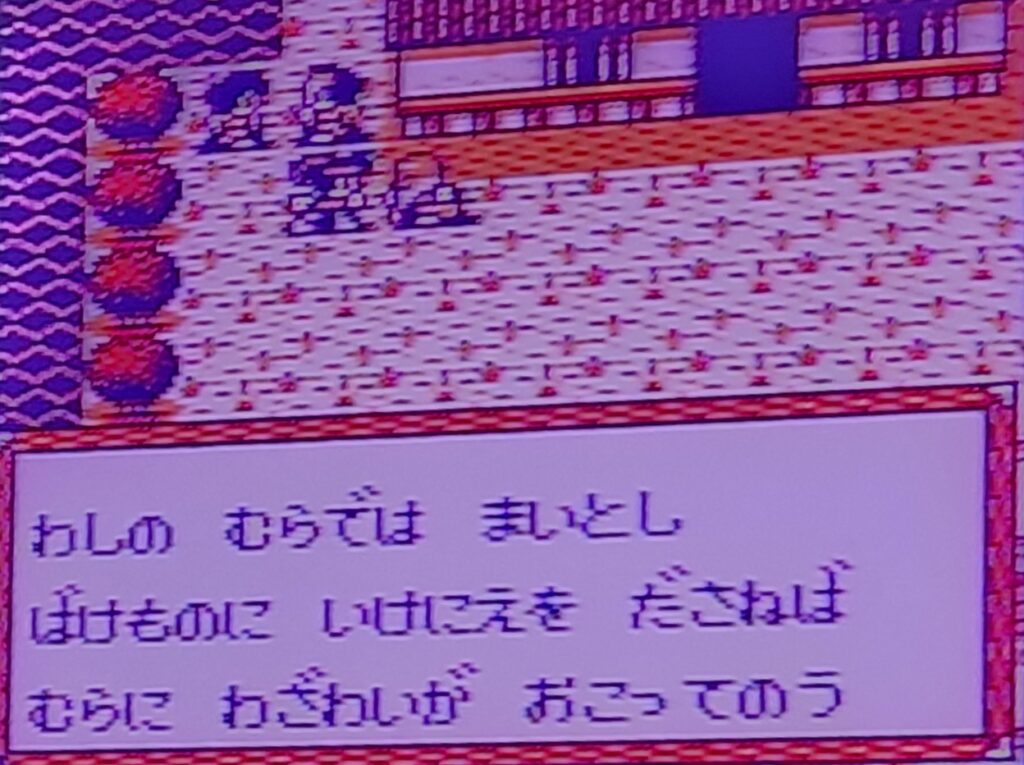 わしの むらでは まいとし
ばけものに いけにえを ださねば
むらに わざわいが おこってのう